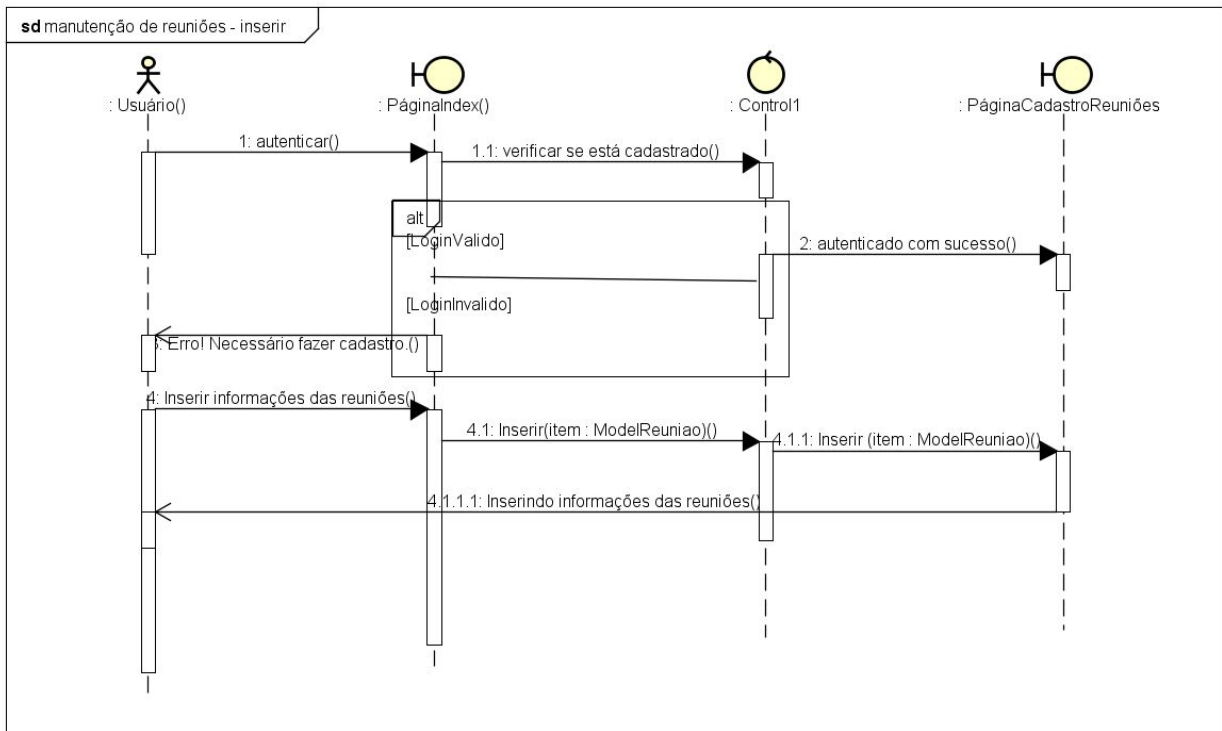 sd manutenção de reuniões - inserir
: Usuário()
: PáginaIndex()
: Control1
: PáginaCadastroReuniões
1: autenticar()
1.1: verificar se está cadastrado()
alt
[LoginValido]
2: autenticado com sucesso()
[LoginInvalido]
3: Erro! Necessário fazer cadastro.()
4: Inserir informações das reuniões()
4.1: Inserir(item : ModelReuniao)()
4.1.1: Inserir (item : ModelReuniao)()
4.1.1.1: Inserindo informações das reuniões()